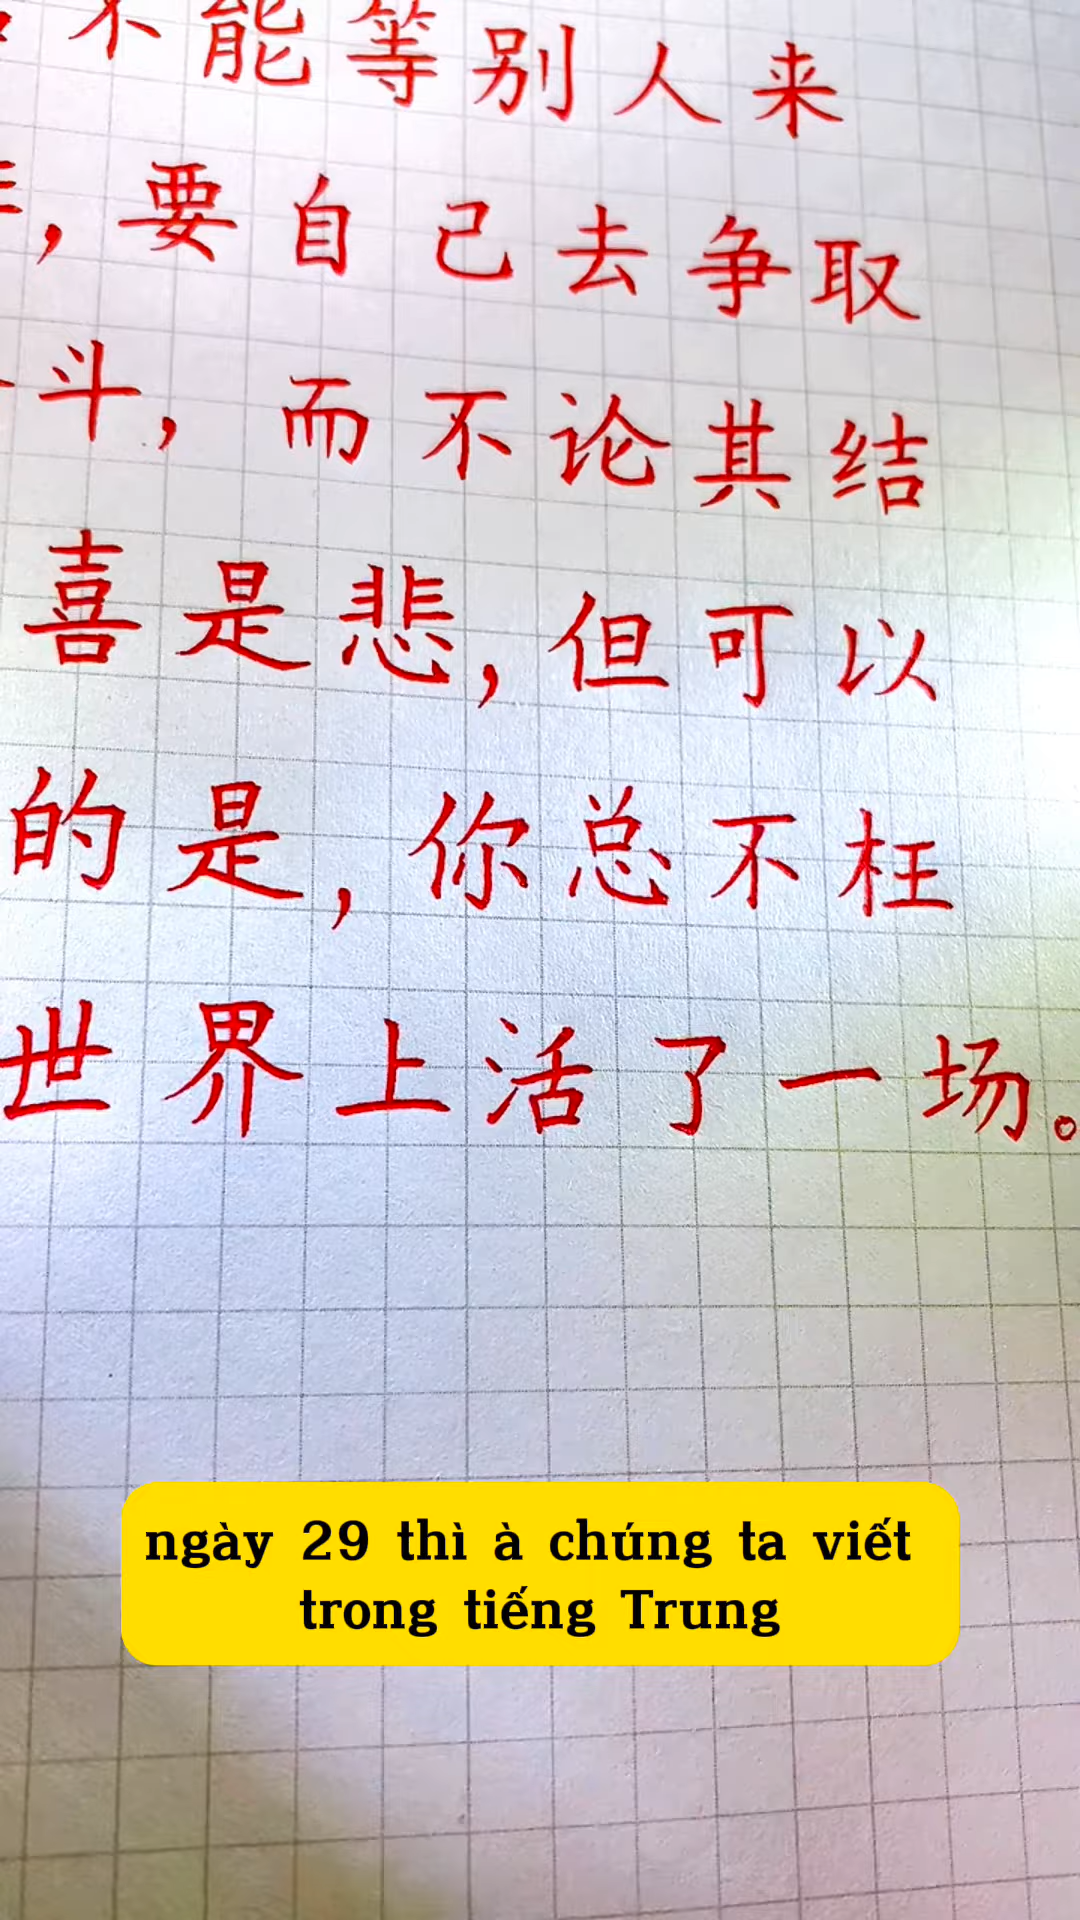 不能等别人来
，要自己去争取
斗，而不论其结
喜是悲，但可以
的是，你总不枉
世界上活了一场。
ngày 29 thì à chúng ta viết
trong tiếng Trung